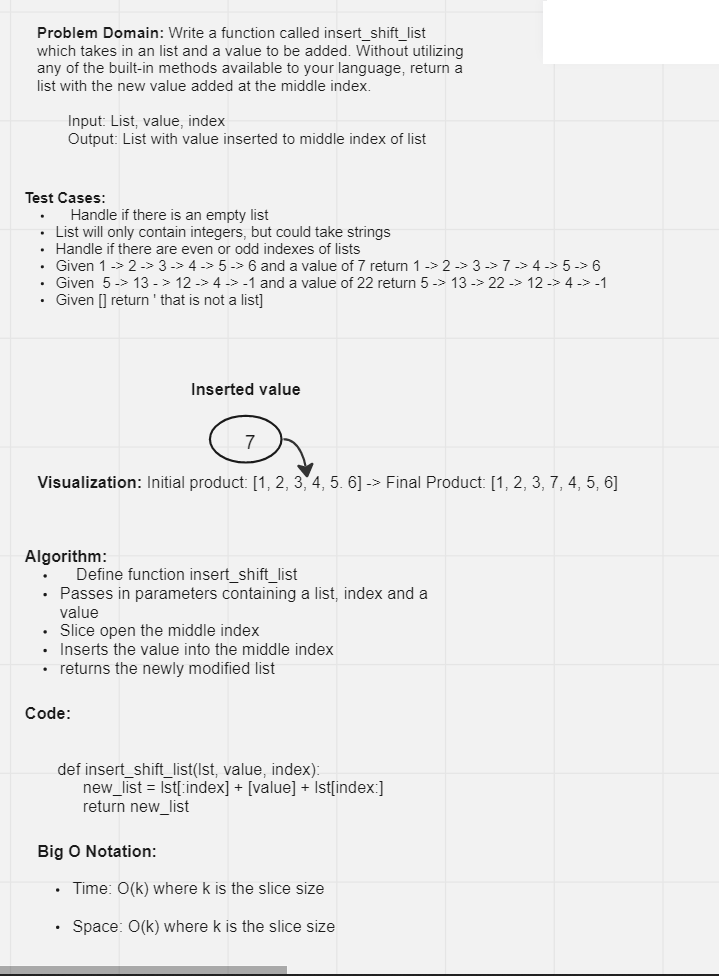 Problem Domain: Write a function called insert_shift_list
which takes in an list and a value to be added. Without utilizing
any of the built-in methods available to your language, return a
list with the new value added at the middle index.
Input: List, value, index
Output: List with value inserted to middle index of list
Test Cases:
• Handle if there is an empty list
• List will only contain integers, but could take strings
• Handle if there are even or odd indexes of lists
• Given 1 -> 2 -> 3 -> 4 -> 5 -> 6 and a value of 7 return 1 -> 2 -> 3 -> 7 -> 4 -> 5 -> 6
• Given 5 -> 13 - > 12 -> 4 -> -1 and a value of 22 return 5 -> 13 -> 22 -> 12 -> 4 -> -1
• Given [] return ' that is not a list]
Inserted value
7
Visualization: Initial product: [1, 2, 3, 4, 5. 6] -> Final Product: [1, 2, 3, 7, 4, 5, 6]
Algorithm:
• Define function insert_shift_list
• Passes in parameters containing a list, index and a
value
• Slice open the middle index
• Inserts the value into the middle index
• returns the newly modified list
Code:
def insert_shift_list(lst, value, index):
new_list = lst[:index] + [value] + lst[index:]
return new_list
Big O Notation:
• Time: O(k) where k is the slice size
• Space: O(k) where k is the slice size